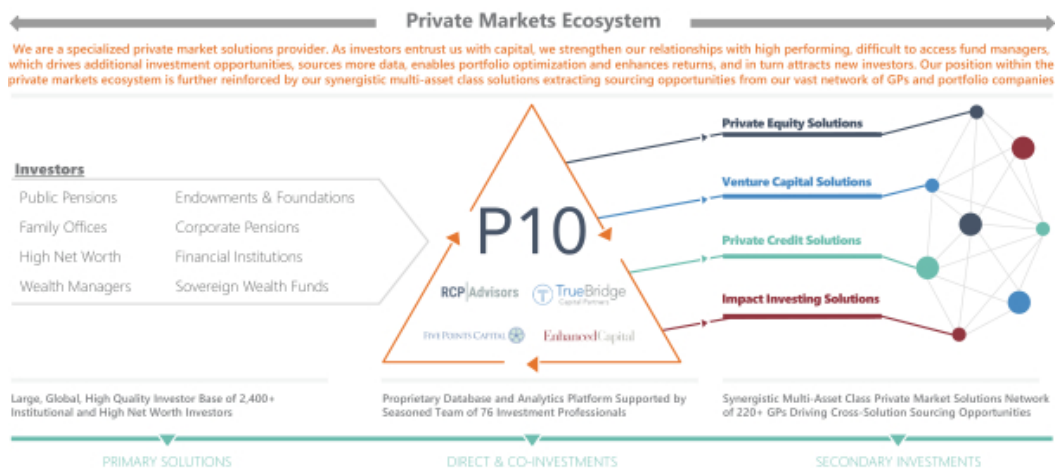 Private Markets Ecosystem
We are a specialized private market solutions provider. As investors entrust us with capital, we strengthen our relationships with high performing, difficult to access fund managers,
which drives additional investment opportunities, sources more data, enables portfolio optimization and enhances returns, and in turn attracts new investors. Our position within the
private markets ecosystem is further reinforced by our synergistic multi-asset class solutions extracting sourcing opportunities from our vast network of GPs and portfolio companies
Investors
Public Pensions
Endowments & Foundations
Family Offices
Corporate Pensions
High Net Worth
Financial Institutions
Wealth Managers
Sovereign Wealth Funds
P10
RCP|Advisors
TrueBridge
Capital Partners
FIVE POINTS CAPITAL
EnhancedCapital
Private Equity Solutions
Venture Capital Solutions
Private Credit Solutions
Impact Investing Solutions
Large, Global, High Quality Investor Base of 2,400+
Institutional and High Net Worth Investors
Proprietary Database and Analytics Platform Supported by
Seasoned Team of 76 Investment Professionals
Synergistic Multi-Asset Class Private Market Solutions Network
of 220+ GPs Driving Cross-Solution Sourcing Opportunities
PRIMARY SOLUTIONS
DIRECT & CO-INVESTMENTS
SECONDARY INVESTMENTS